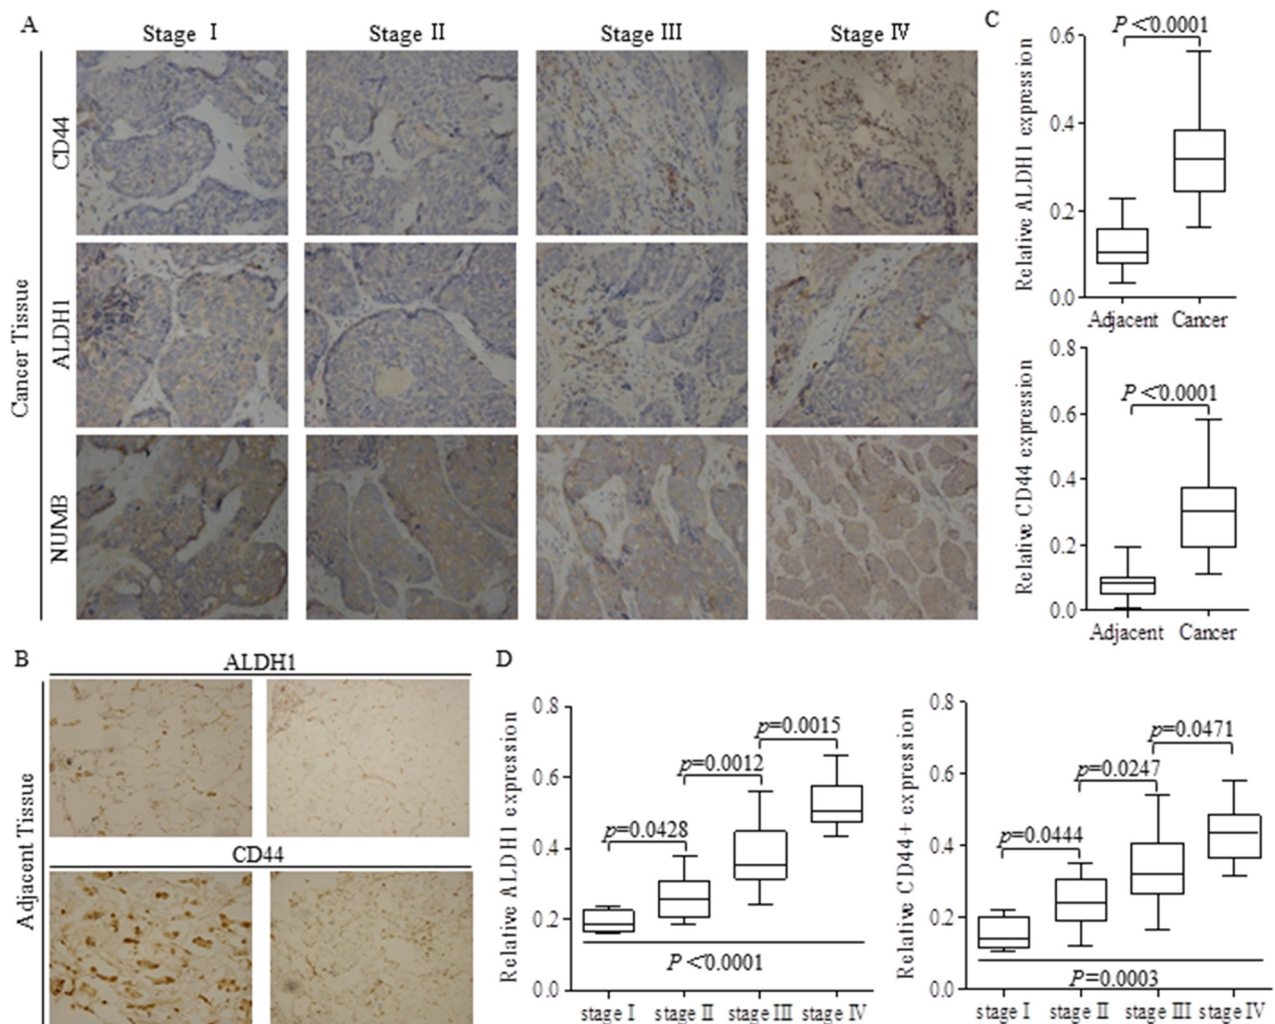 A
Stage I
Stage II
Stage III
Stage IV
Cancer Tissue
CD44
ALDH1
NUMB
B
ALDH1
CD44
Adjacent Tissue
C
P<0.0001
0.6
0.4
0.2
0.0
Relative ALDH1 expression
Adjacent
Cancer
P<0.0001
0.8
0.6
0.4
0.2
0.0
Relative CD44 expression
Adjacent
Cancer
D
0.8
0.6
0.4
0.2
0.0
Relative ALDH1 expression
p=0.0428
p=0.0012
p=0.0015
P<0.0001
stage I
stage II
stage III
stage IV
0.8
0.6
0.4
0.2
0.0
Relative CD44+ expression
p=0.0444
p=0.0247
p=0.0471
P=0.0003
stage I
stage II
stage III
stage IV